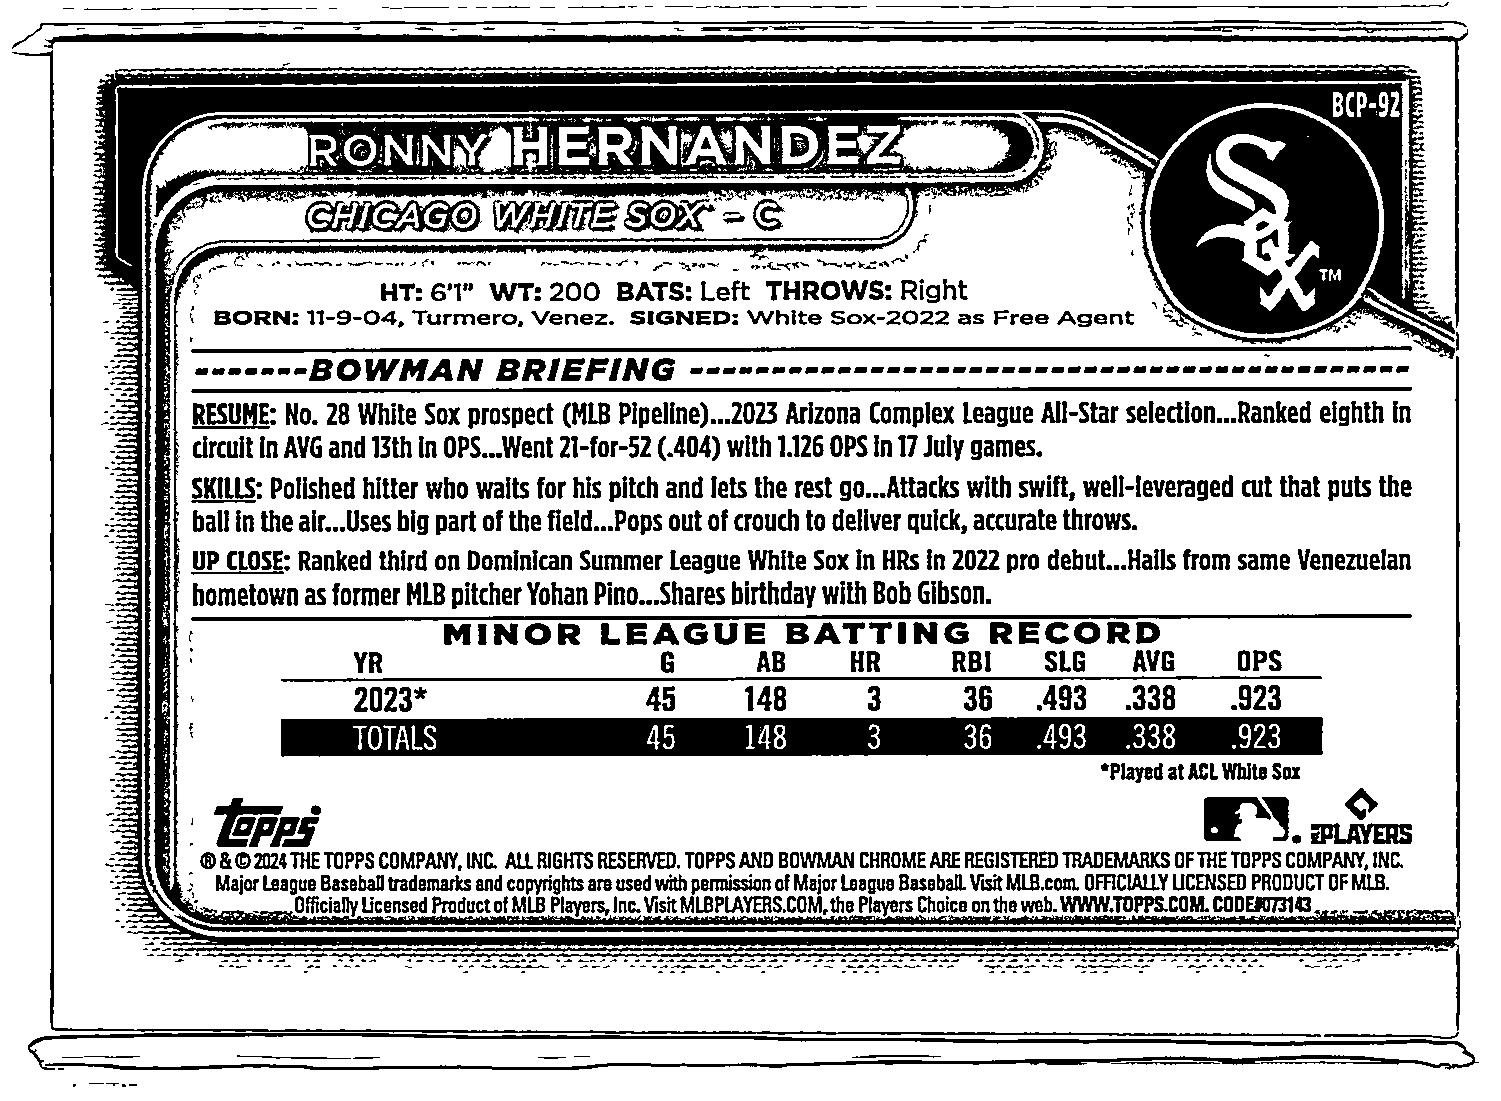 BCP-92
RONNY HERNANDEZ
CHICAGO WHITE SOX™ - C
Sox
TM
HT: 6'1" WT: 200 BATS: Left THROWS: Right
BORN: 11-9-04, Turmero, Venez. SIGNED: White Sox-2022 as Free Agent
BOWMAN BRIEFING
RESUME: No. 28 White Sox prospect (MLB Pipeline)...2023 Arizona Complex League All-Star selection...Ranked eighth in
circuit in AVG and 13th in OPS...Went 21-for-52 (.404) with 1.126 OPS in 17 July games.
SKILLS: Polished hitter who waits for his pitch and lets the rest go...Attacks with swift, well-leveraged cut that puts the
ball in the air...Uses big part of the field...Pops out of crouch to deliver quick, accurate throws.
UP CLOSE: Ranked third on Dominican Summer League White Sox in HRs in 2022 pro debut...Hails from same Venezuelan
hometown as former MLB pitcher Yohan Pino...Shares birthday with Bob Gibson.
MINOR LEAGUE BATTING RECORD
YR G AB HR RBI SLG AVG OPS
2023* 45 148 3 36 .493 .338 .923
TOTALS 45 148 3 36 .493 .338 .923
*Played at ACL White Sox
Topps
PLAYERS
® & © 2024 THE TOPPS COMPANY, INC. ALL RIGHTS RESERVED. TOPPS AND BOWMAN CHROME ARE REGISTERED TRADEMARKS OF THE TOPPS COMPANY, INC.
Major League Baseball trademarks and copyrights are used with permission of Major League Baseball. Visit MLB.com. OFFICIALLY LICENSED PRODUCT OF MLB.
Officially Licensed Product of MLB Players, Inc. Visit MLBPLAYERS.COM, the Players Choice on the web. WWW.TOPPS.COM. CODE#073143